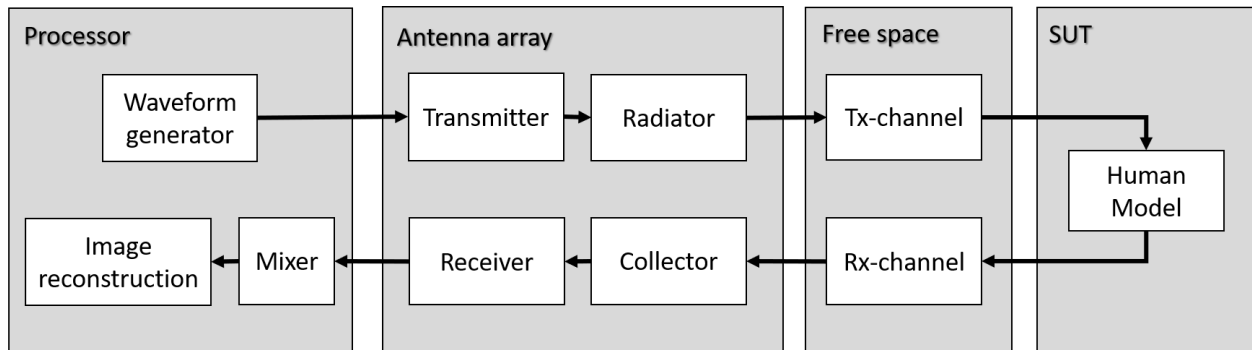 Processor
Antenna array
Free space
SUT
Waveform
generator
Transmitter
Radiator
Tx-channel
Human
Model
Image
reconstruction
Mixer
Receiver
Collector
Rx-channel